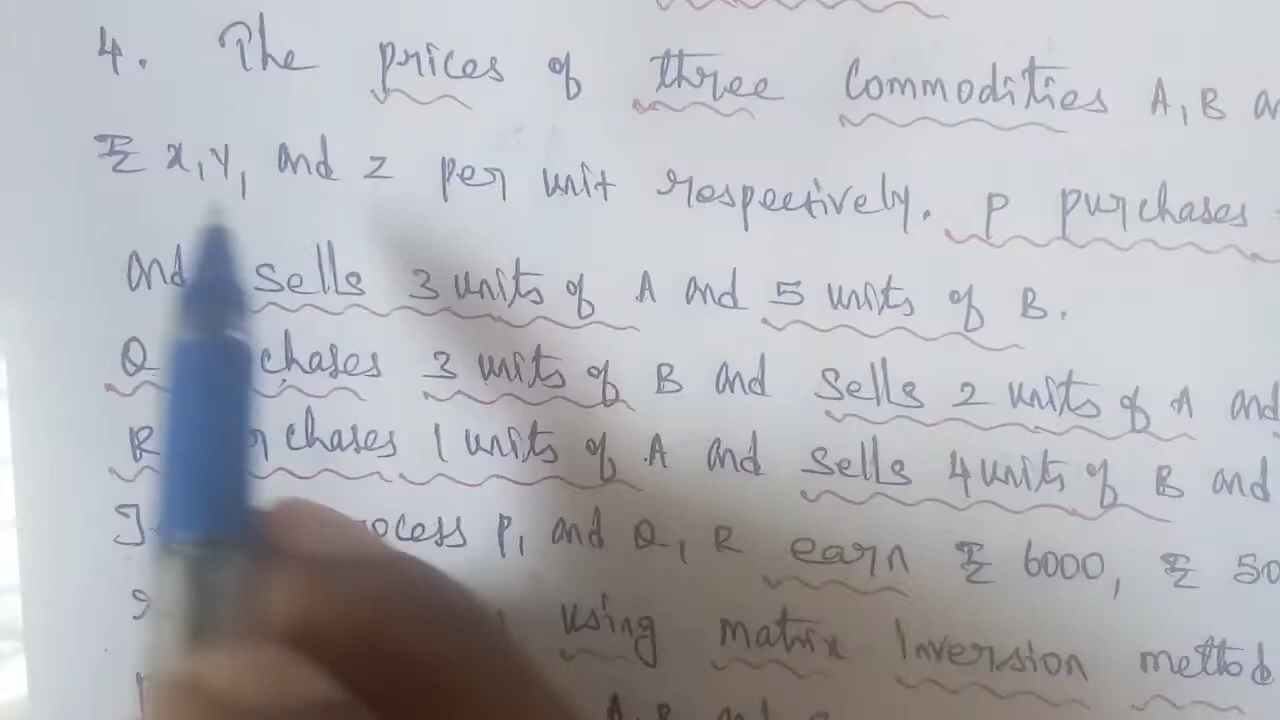 4. The prices of three Commodities A, B
₹ x, y, and z per unit respectively. P purchases
and sells 3 units of A and 5 units of B.
Q chases 3 units of B and sells 2 units of A and
R chases 1 units of A and sells 4 units of B and
ocess P, and Q, R earn ₹ 6000, ₹ 50
using matrix Inversion method
A, B and